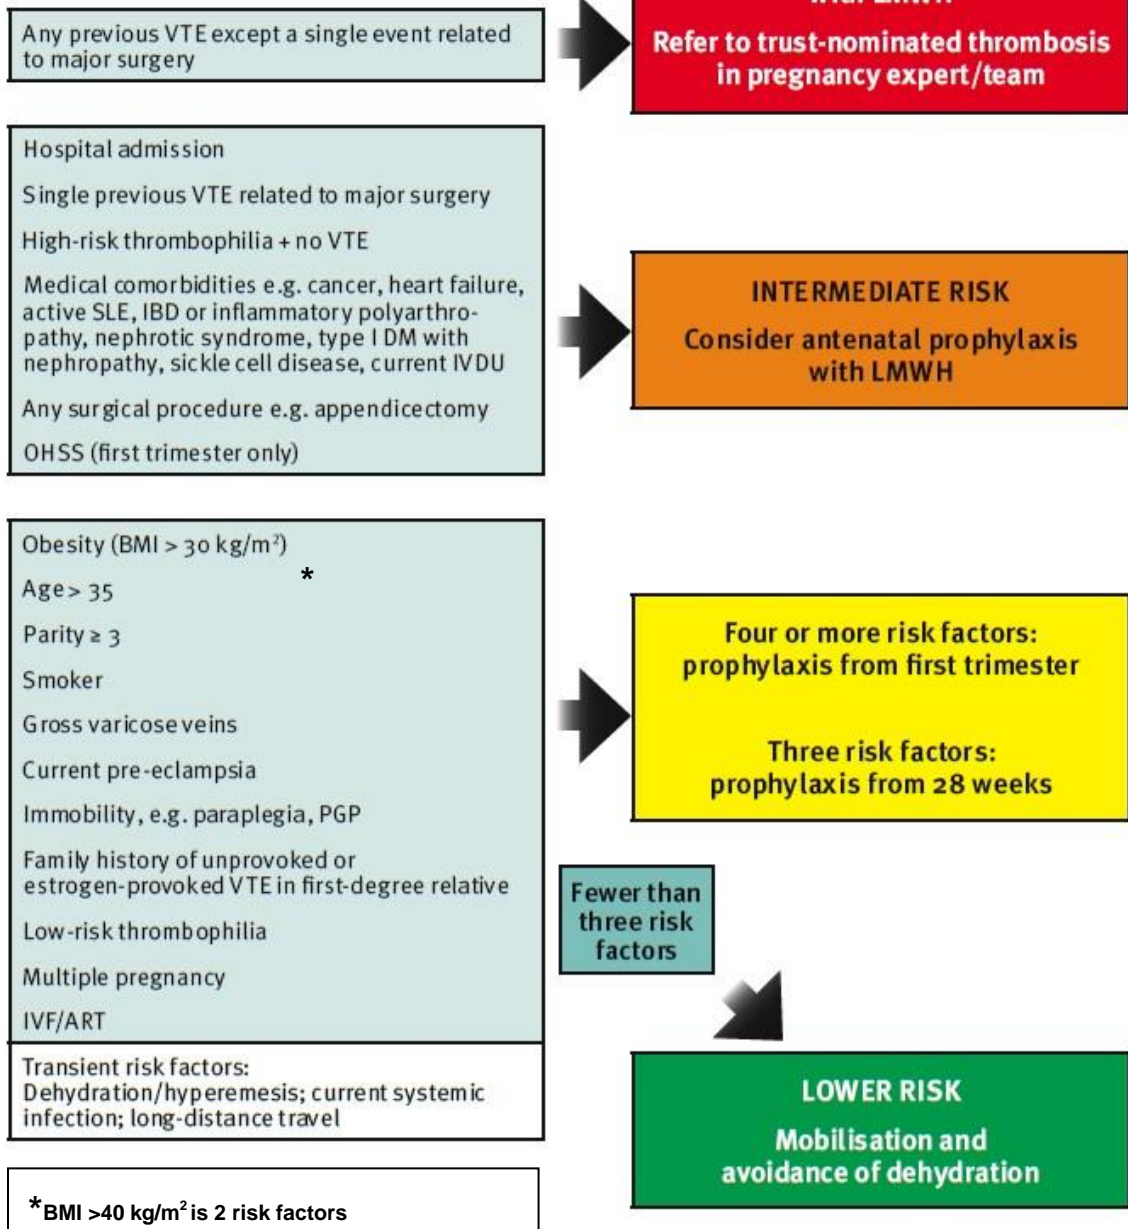 Any previous VTE except a single event related
to major surgery
with LMWH
Refer to trust-nominated thrombosis
in pregnancy expert/team
Hospital admission
Single previous VTE related to major surgery
High-risk thrombophilia + no VTE
Medical comorbidities e.g. cancer, heart failure,
active SLE, IBD or inflammatory polyarthro-
pathy, nephrotic syndrome, type I DM with
nephropathy, sickle cell disease, current IVDU
Any surgical procedure e.g. appendicectomy
OHSS (first trimester only)
INTERMEDIATE RISK
Consider antenatal prophylaxis
with LMWH
Obesity (BMI > 30 kg/m²)
Age > 35
*
Parity ≥ 3
Smoker
Gross varicose veins
Current pre-eclampsia
Immobility, e.g. paraplegia, PGP
Family history of unprovoked or
estrogen-provoked VTE in first-degree relative
Low-risk thrombophilia
Multiple pregnancy
IVF/ART
Transient risk factors:
Dehydration/hyperemesis; current systemic
infection; long-distance travel
Four or more risk factors:
prophylaxis from first trimester
Three risk factors:
prophylaxis from 28 weeks
Fewer than
three risk
factors
LOWER RISK
Mobilisation and
avoidance of dehydration
*BMI >40 kg/m² is 2 risk factors